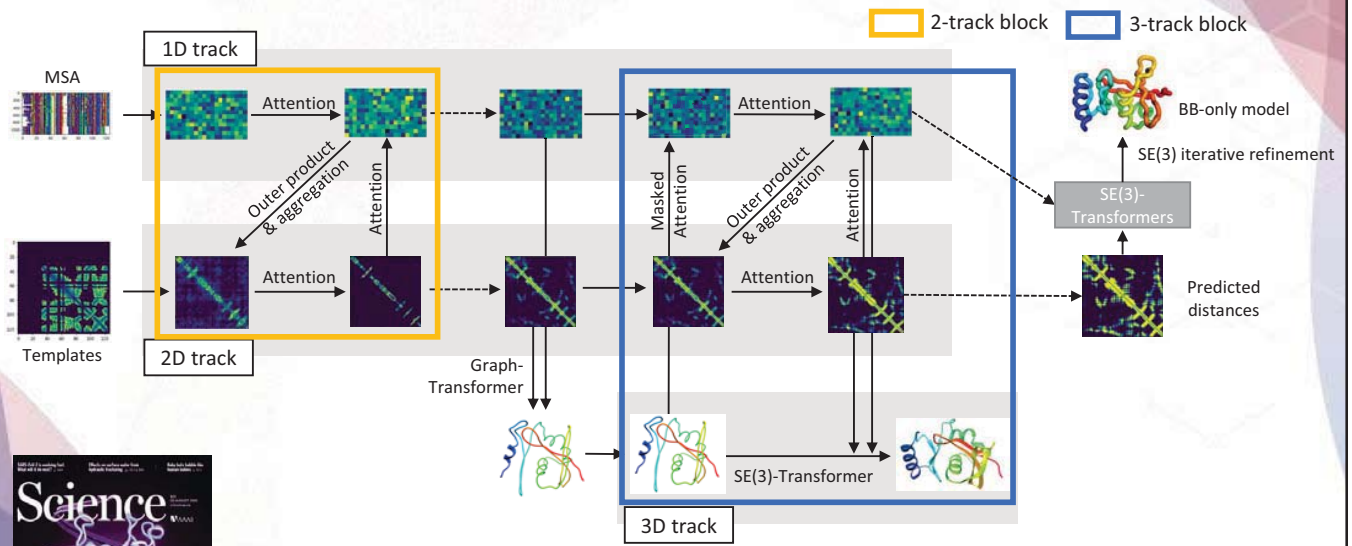 2-track block
3-track block
1D track
MSA
Attention
Attention
BB-only model
SE(3) iterative refinement
Outer product
& aggregation
Attention
Masked
Attention
Outer product
& aggregation
Attention
SE(3)-
Transformers
Attention
Attention
Predicted
distances
Templates
2D track
Graph-
Transformer
SE(3)-Transformer
3D track
Science